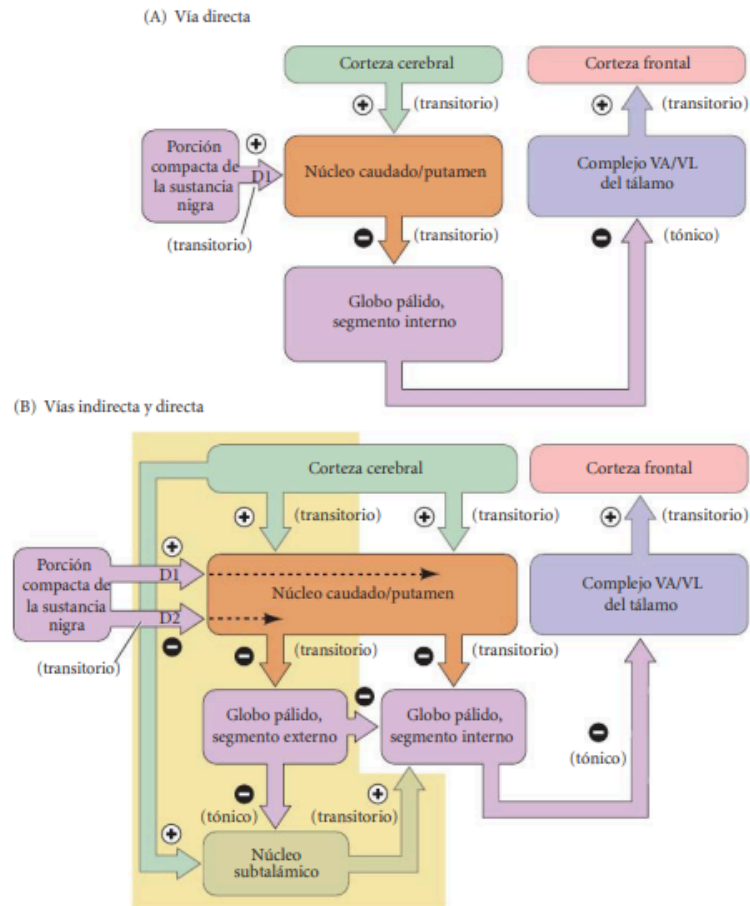 (A) Vía directa
Corteza cerebral
Corteza frontal
+
(transitorio)
+
(transitorio)
Porción
compacta de
la sustancia
nigra
+
D1
(transitorio)
Núcleo caudado/putamen
Complejo VA/VL
del tálamo
−
(transitorio)
−
(tónico)
Globo pálido,
segmento interno
(B) Vías indirecta y directa
Corteza cerebral
Corteza frontal
+
(transitorio)
+
(transitorio)
+
(transitorio)
Porción
compacta de
la sustancia
nigra
+
D1
D2
−
(transitorio)
Núcleo caudado/putamen
Complejo VA/VL
del tálamo
−
(transitorio)
−
(transitorio)
Globo pálido,
segmento externo
−
Globo pálido,
segmento interno
−
(tónico)
−
(tónico)
+
(transitorio)
+
Núcleo
subtalámico